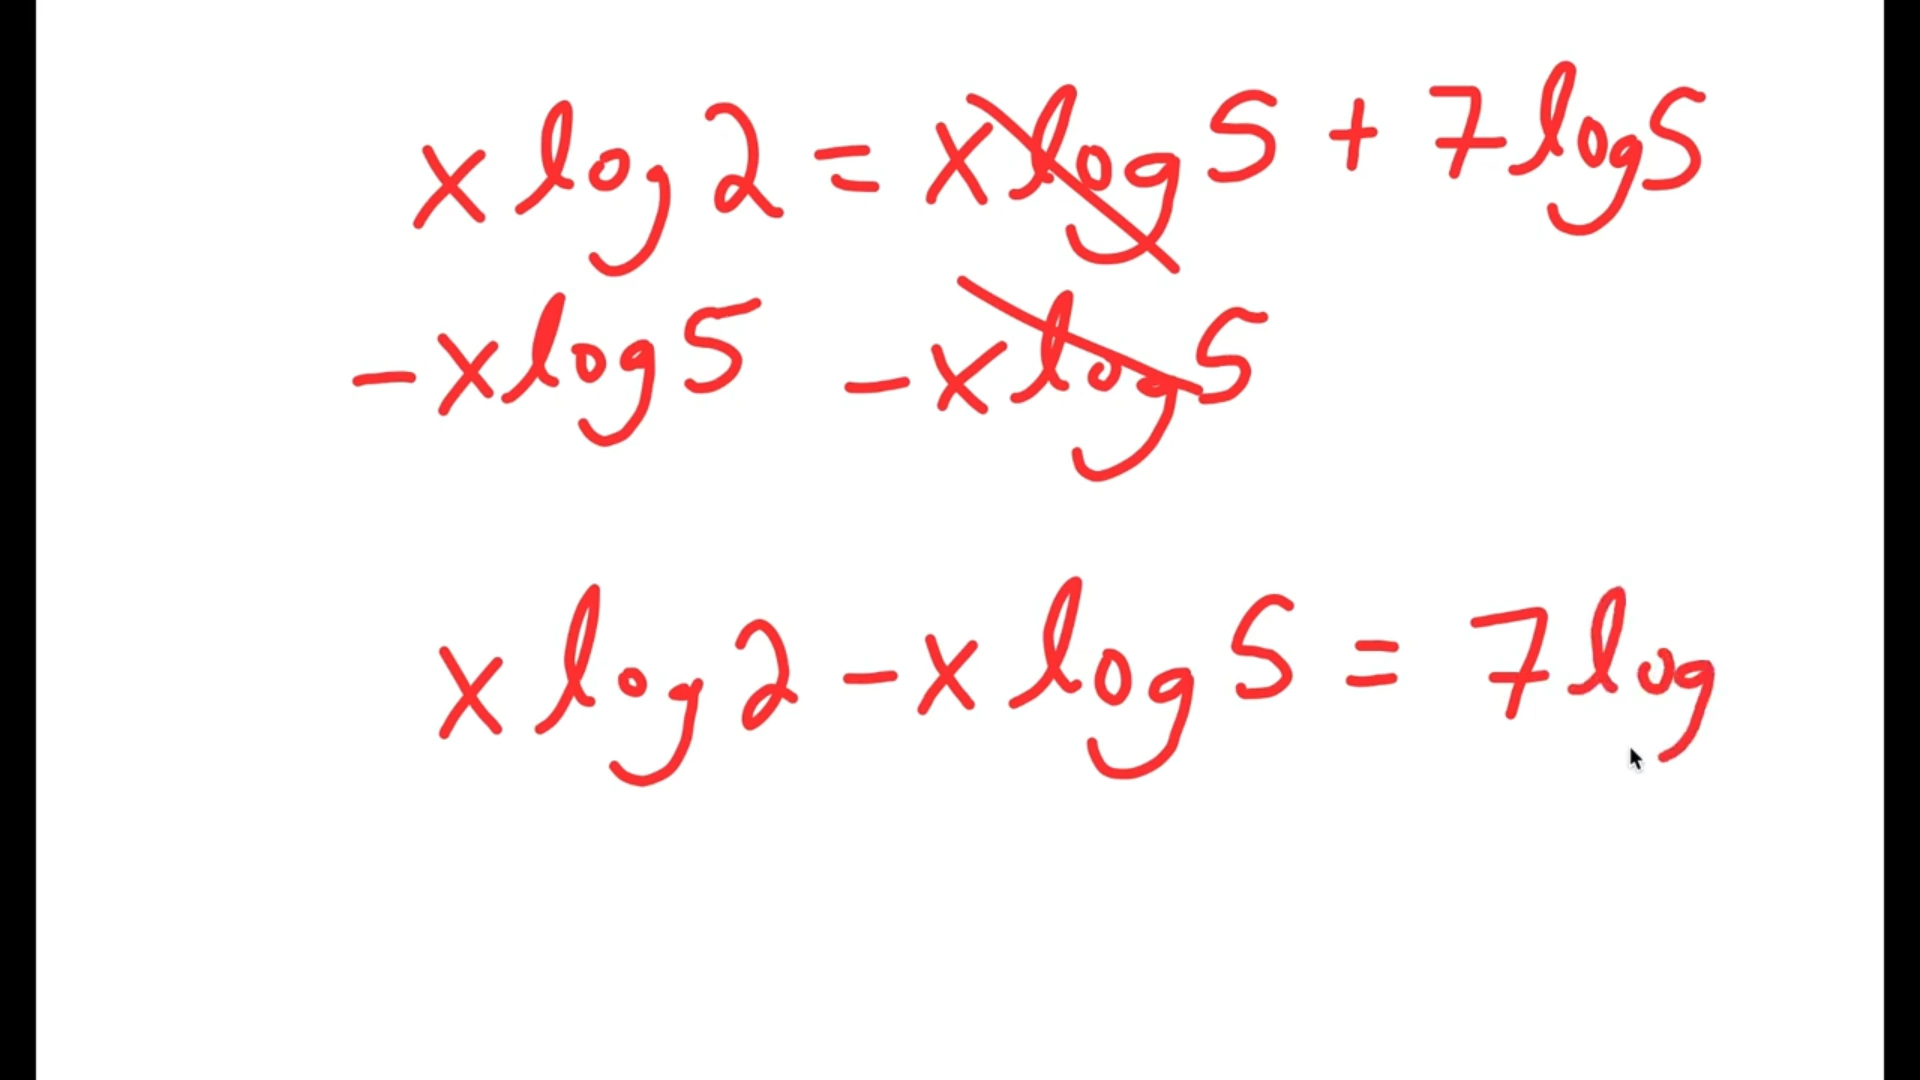 x log 2 = x log 5 + 7 log 5
- x log 5 - x log 5
x log 2 - x log 5 = 7 log